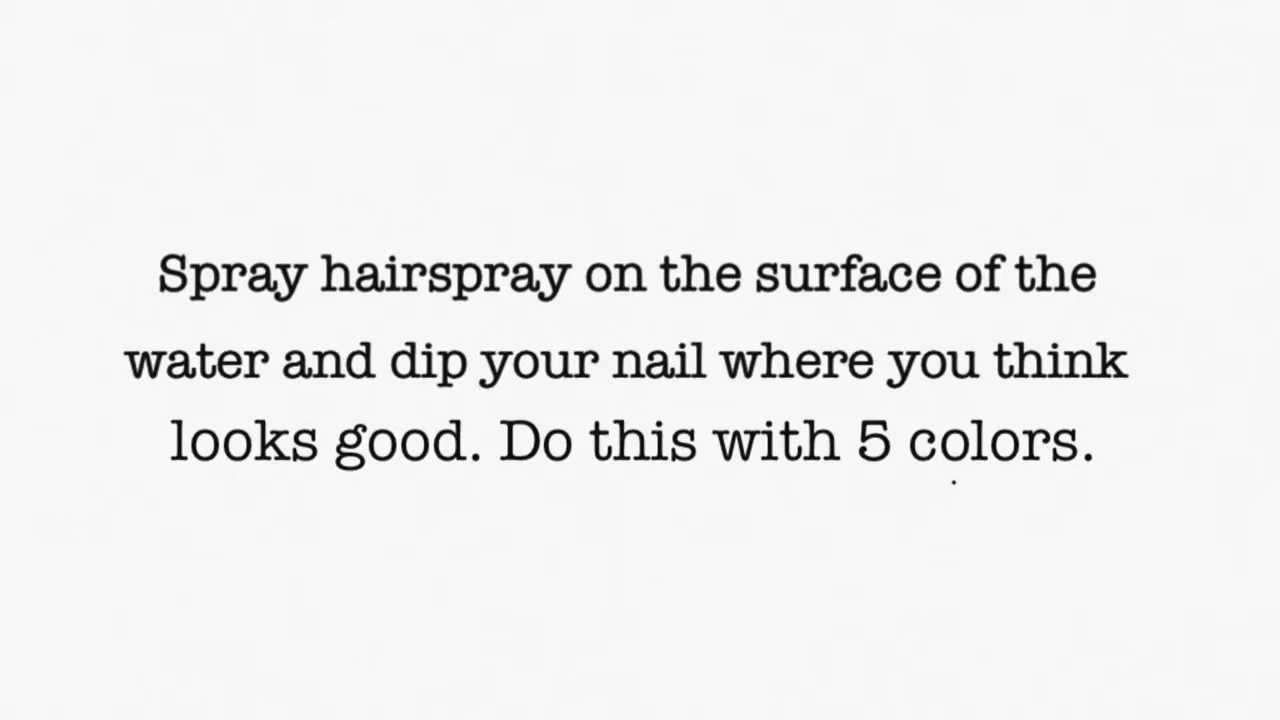 Spray hairspray on the surface of the
water and dip your nail where you think
looks good. Do this with 5 colors.